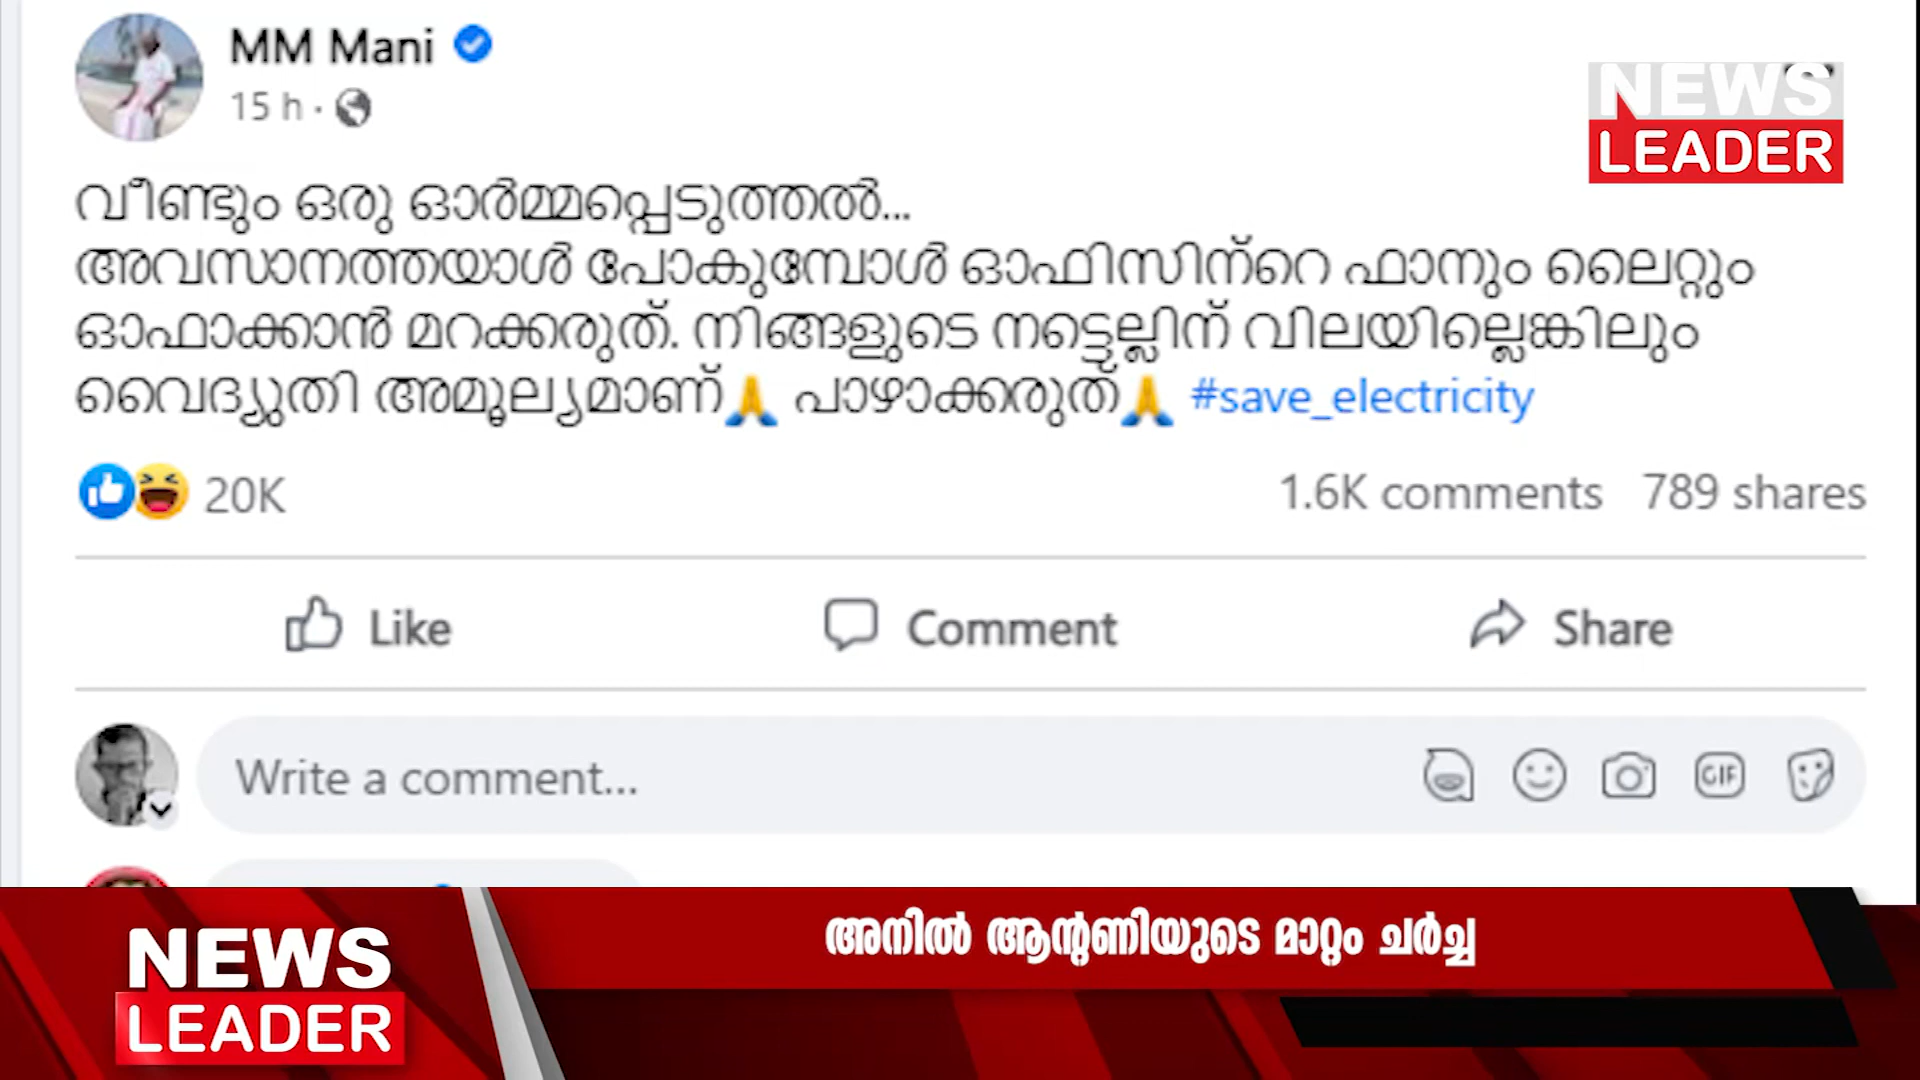 MM Mani
15 h ·
NEWS
LEADER
വീണ്ടും ഒരു ഓർമ്മപ്പെടുത്തൽ...
അവസാനത്തയാൾ പോകുമ്പോൾ ഓഫിസിന്റെ ഫാനും ലൈറ്റും
ഓഫാക്കാൻ മറക്കരുത്. നിങ്ങളുടെ നട്ടെല്ലിന് വിലയില്ലെങ്കിലും
വൈദ്യുതി അമൂല്യമാണ്🙏 പാഴാക്കരുത്🙏 #save_electricity
20K
1.6K comments 789 shares
Like Comment Share
Write a comment...
GIF
NEWS
LEADER
അനിൽ ആന്റണിയുടെ മാറ്റം ചർച്ച